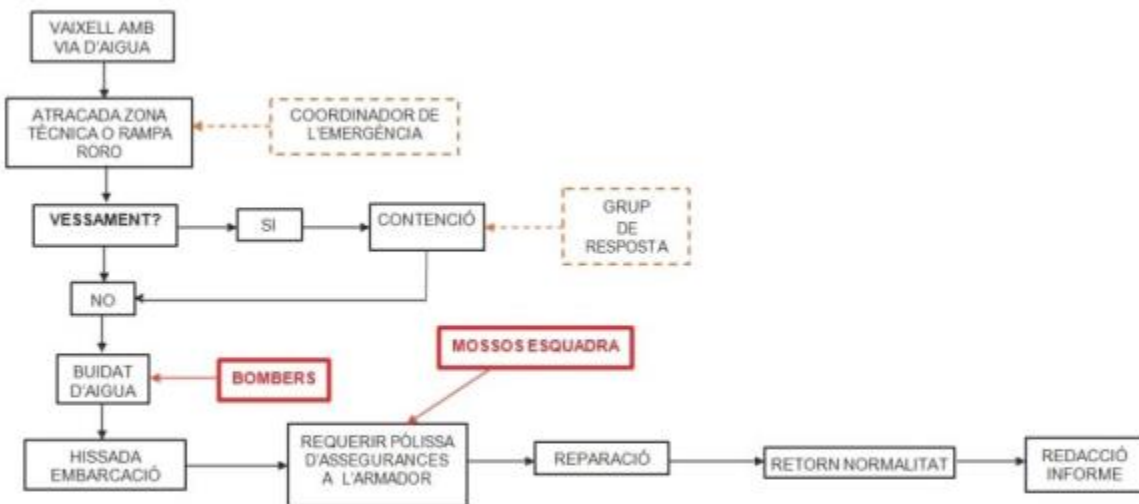 VAIXELL AMB
VIA D'AIGUA
ATRACADA ZONA
TÈCNICA O RAMPA
RORO
COORDINADOR DE
L'EMERGÈNCIA
VESSAMENT?
SI
CONTENCIÓ
GRUP
DE
RESPOSTA
NO
MOSSOS ESQUADRA
BUIDAT
D'AIGUA
BOMBERS
HISSADA
EMBARCACIÓ
REQUERIR PÒLISSA
D'ASSEGURANCES
A L'ARMADOR
REPARACIÓ
RETORN NORMALITAT
REDACCIÓ
INFORME